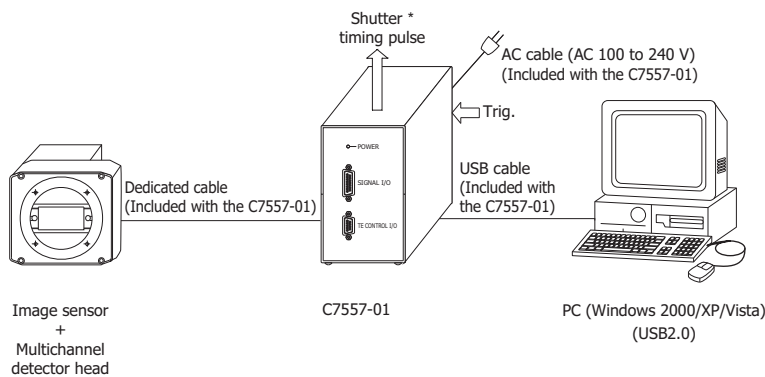 Shutter *
timing pulse
AC cable (AC 100 to 240 V)
(Included with the C7557-01)
Trig.
POWER
SIGNAL I/O
TE CONTROL I/O
Dedicated cable
(Included with the C7557-01)
USB cable
(Included with
the C7557-01)
Image sensor
+
Multichannel
detector head
C7557-01
PC (Windows 2000/XP/Vista)
(USB2.0)